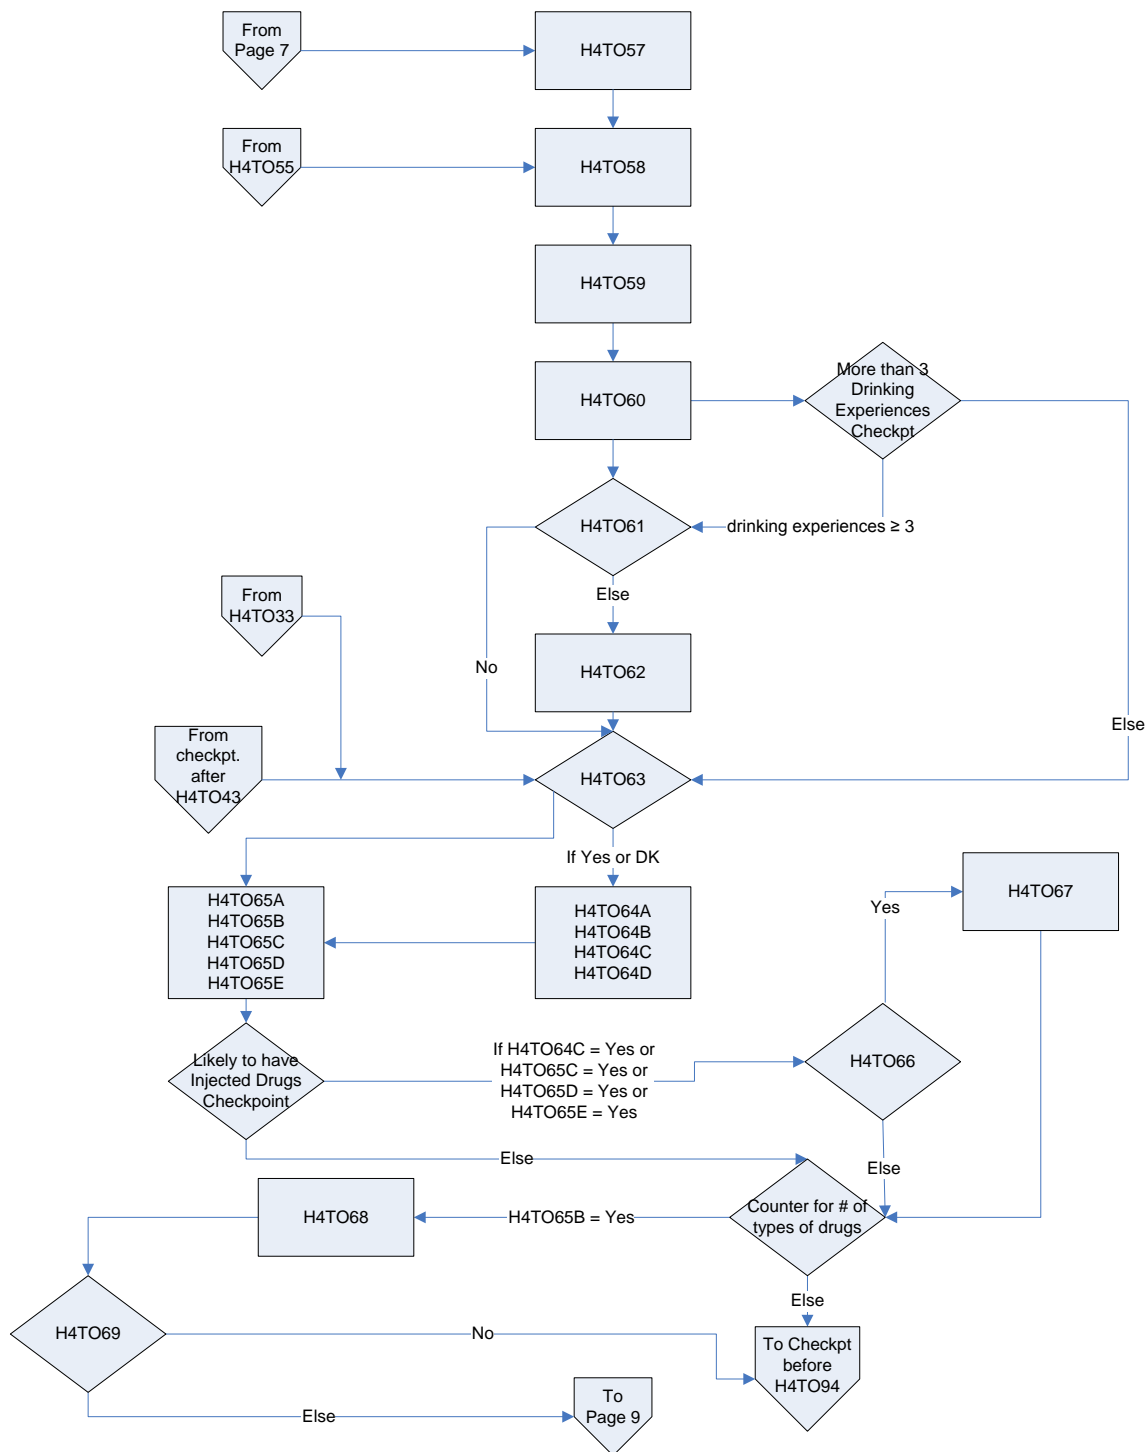 From
Page 7
H4TO57
From
H4TO55
H4TO58
H4TO59
H4TO60
More than 3
Drinking
Experiences
Checkpt
H4TO61
drinking experiences ≥ 3
Else
From
H4TO33
No
H4TO62
Else
From
checkpt.
after
H4TO43
H4TO63
If Yes or DK
H4TO65A
H4TO65B
H4TO65C
H4TO65D
H4TO65E
H4TO64A
H4TO64B
H4TO64C
H4TO64D
Yes
H4TO67
Likely to have
Injected Drugs
Checkpoint
If H4TO64C = Yes or
H4TO65C = Yes or
H4TO65D = Yes or
H4TO65E = Yes
H4TO66
Else
Else
H4TO68
H4TO65B = Yes
Counter for # of
types of drugs
Else
H4TO69
No
To Checkpt
before
H4TO94
Else
To
Page 9